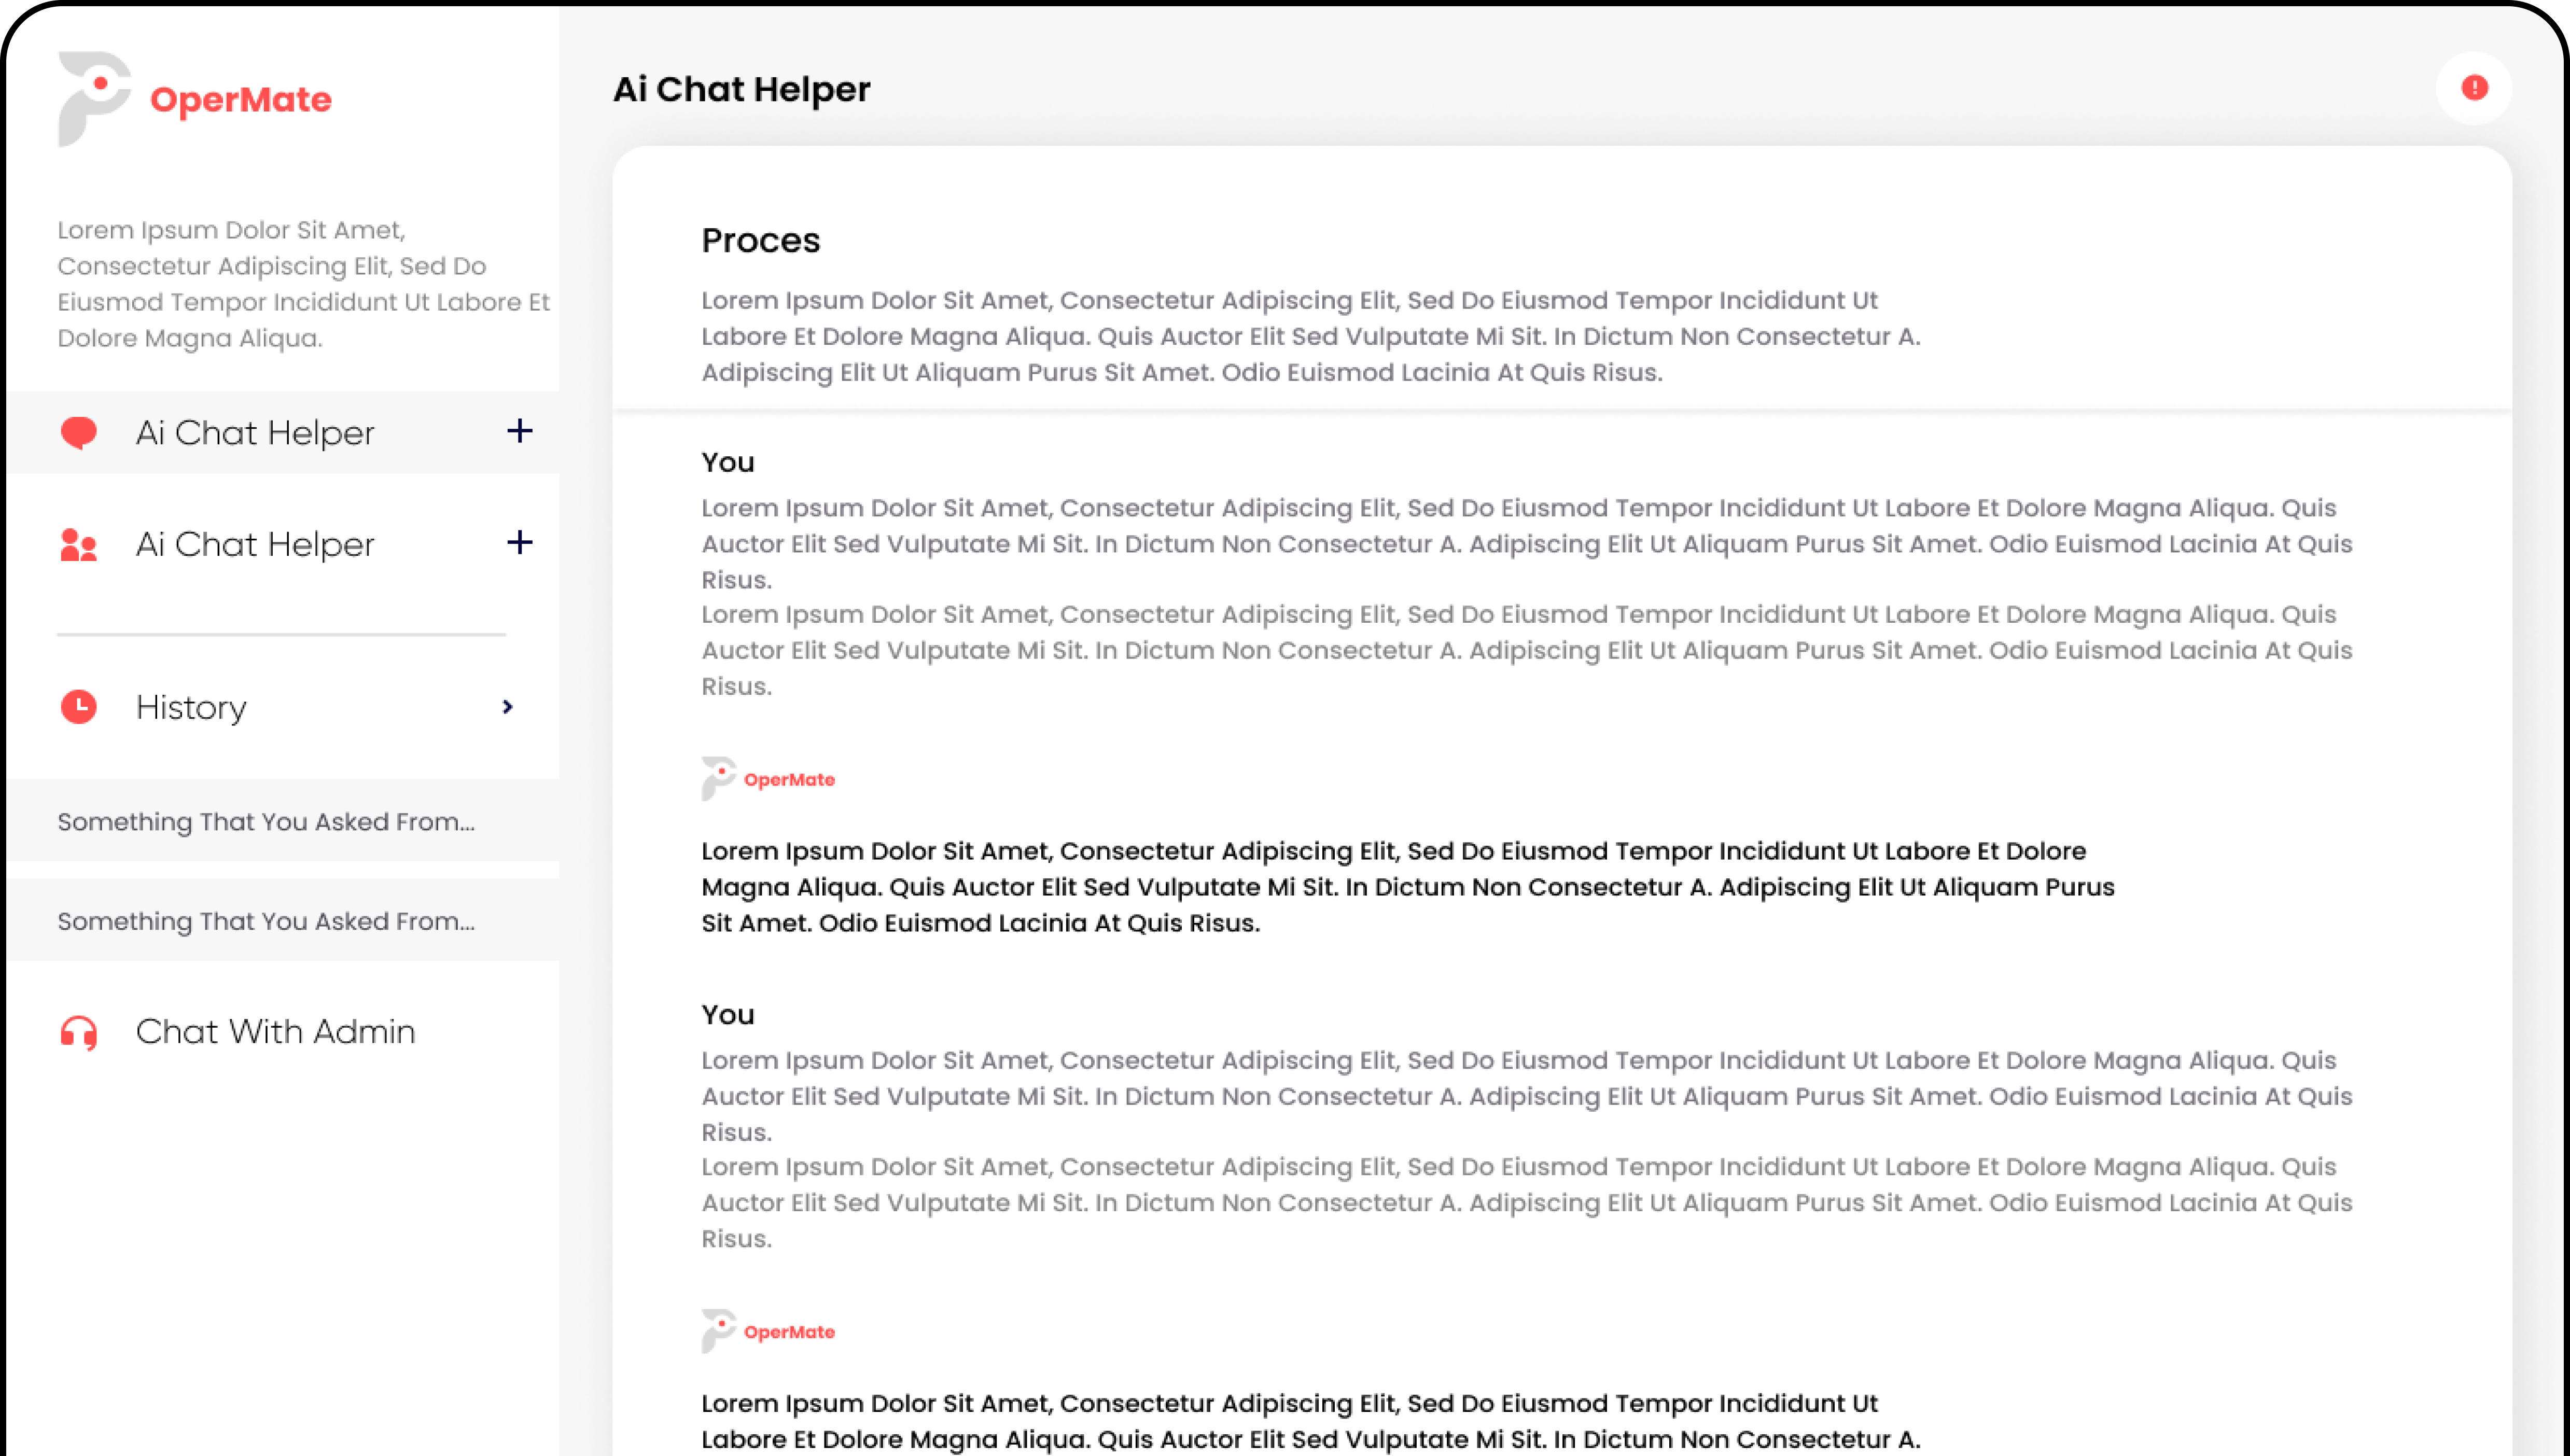 OperMate
Lorem Ipsum Dolor Sit Amet,
Consectetur Adipiscing Elit, Sed Do
Eiusmod Tempor Incididunt Ut Labore Et
Dolore Magna Aliqua.
Ai Chat Helper
Ai Chat Helper
History
Something That You Asked From...
Something That You Asked From...
Chat With Admin
Ai Chat Helper
Proces
Lorem Ipsum Dolor Sit Amet, Consectetur Adipiscing Elit, Sed Do Eiusmod Tempor Incididunt Ut
Labore Et Dolore Magna Aliqua. Quis Auctor Elit Sed Vulputate Mi Sit. In Dictum Non Consectetur A.
Adipiscing Elit Ut Aliquam Purus Sit Amet. Odio Euismod Lacinia At Quis Risus.
You
Lorem Ipsum Dolor Sit Amet, Consectetur Adipiscing Elit, Sed Do Eiusmod Tempor Incididunt Ut Labore Et Dolore Magna Aliqua. Quis
Auctor Elit Sed Vulputate Mi Sit. In Dictum Non Consectetur A. Adipiscing Elit Ut Aliquam Purus Sit Amet. Odio Euismod Lacinia At Quis
Risus.
Lorem Ipsum Dolor Sit Amet, Consectetur Adipiscing Elit, Sed Do Eiusmod Tempor Incididunt Ut Labore Et Dolore Magna Aliqua. Quis
Auctor Elit Sed Vulputate Mi Sit. In Dictum Non Consectetur A. Adipiscing Elit Ut Aliquam Purus Sit Amet. Odio Euismod Lacinia At Quis
Risus.
OperMate
Lorem Ipsum Dolor Sit Amet, Consectetur Adipiscing Elit, Sed Do Eiusmod Tempor Incididunt Ut Labore Et Dolore
Magna Aliqua. Quis Auctor Elit Sed Vulputate Mi Sit. In Dictum Non Consectetur A. Adipiscing Elit Ut Aliquam Purus
Sit Amet. Odio Euismod Lacinia At Quis Risus.
You
Lorem Ipsum Dolor Sit Amet, Consectetur Adipiscing Elit, Sed Do Eiusmod Tempor Incididunt Ut Labore Et Dolore Magna Aliqua. Quis
Auctor Elit Sed Vulputate Mi Sit. In Dictum Non Consectetur A. Adipiscing Elit Ut Aliquam Purus Sit Amet. Odio Euismod Lacinia At Quis
Risus.
Lorem Ipsum Dolor Sit Amet, Consectetur Adipiscing Elit, Sed Do Eiusmod Tempor Incididunt Ut Labore Et Dolore Magna Aliqua. Quis
Auctor Elit Sed Vulputate Mi Sit. In Dictum Non Consectetur A. Adipiscing Elit Ut Aliquam Purus Sit Amet. Odio Euismod Lacinia At Quis
Risus.
OperMate
Lorem Ipsum Dolor Sit Amet, Consectetur Adipiscing Elit, Sed Do Eiusmod Tempor Incididunt Ut
Labore Et Dolore Magna Aliqua. Quis Auctor Elit Sed Vulputate Mi Sit. In Dictum Non Consectetur A.